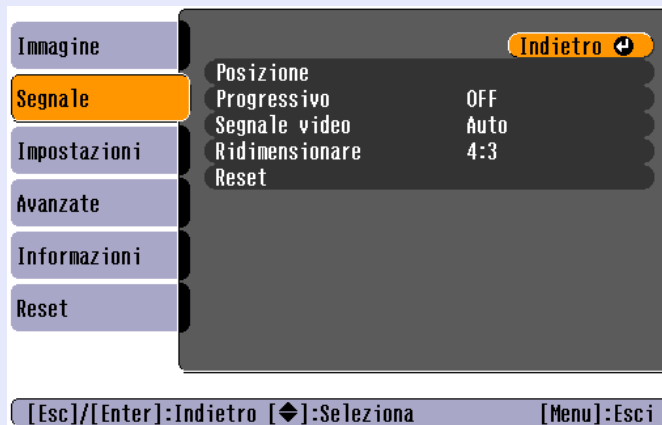 Immagine
Segnale
Impostazioni
Avanzate
Informazioni
Reset
Indietro
Posizione
Progressivo OFF
Segnale video Auto
Ridimensionare 4:3
Reset
[Esc]/[Enter]:Indietro [◆]:Seleziona [Menu]:Esci